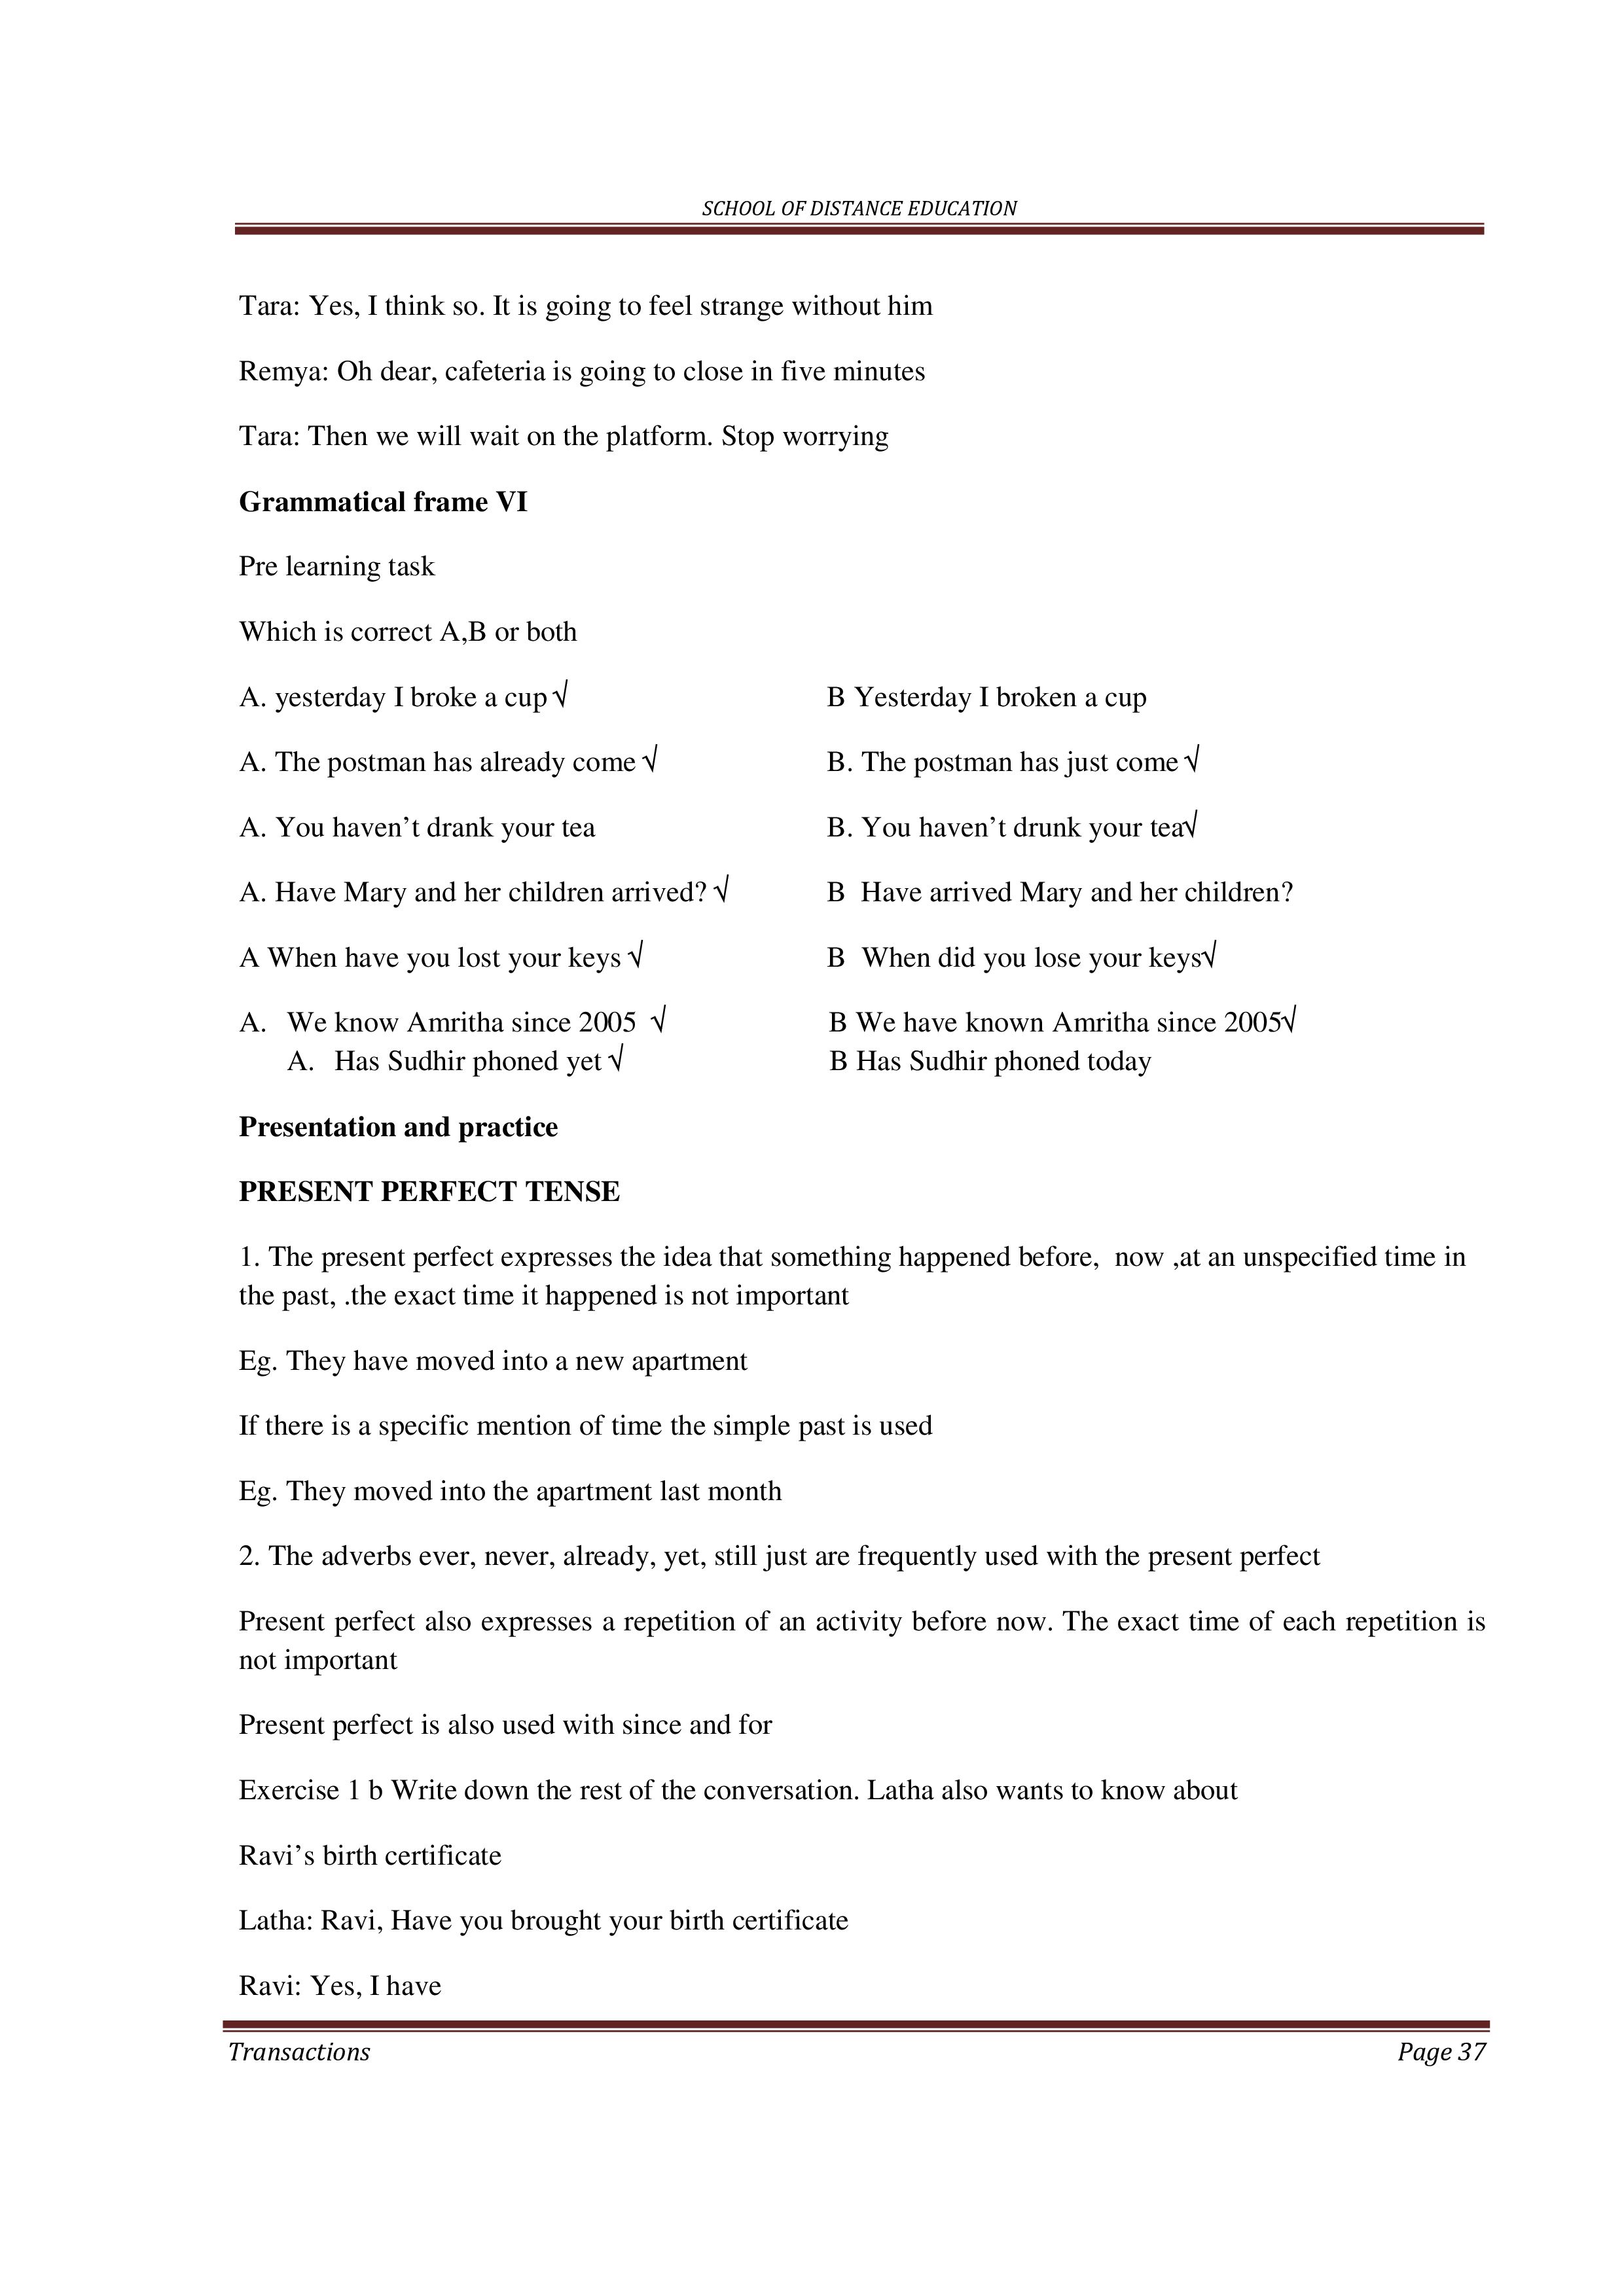 SCHOOL OF DISTANCE EDUCATION
Tara: Yes, I think so. It is going to feel strange without him
Remya: Oh dear, cafeteria is going to close in five minutes
Tara: Then we will wait on the platform. Stop worrying
Grammatical frame VI
Pre learning task
Which is correct A,B or both
A. yesterday I broke a cup √ B Yesterday I broken a cup
A. The postman has already come √ B. The postman has just come √
A. You haven’t drank your tea B. You haven’t drunk your tea√
A. Have Mary and her children arrived? √ B Have arrived Mary and her children?
A When have you lost your keys √ B When did you lose your keys√
A. We know Amritha since 2005 √ B We have known Amritha since 2005√
A. Has Sudhir phoned yet √ B Has Sudhir phoned today
Presentation and practice
PRESENT PERFECT TENSE
1. The present perfect expresses the idea that something happened before, now ,at an unspecified time in
the past, .the exact time it happened is not important
Eg. They have moved into a new apartment
If there is a specific mention of time the simple past is used
Eg. They moved into the apartment last month
2. The adverbs ever, never, already, yet, still just are frequently used with the present perfect
Present perfect also expresses a repetition of an activity before now. The exact time of each repetition is
not important
Present perfect is also used with since and for
Exercise 1 b Write down the rest of the conversation. Latha also wants to know about
Ravi’s birth certificate
Latha: Ravi, Have you brought your birth certificate
Ravi: Yes, I have
Transactions Page 37